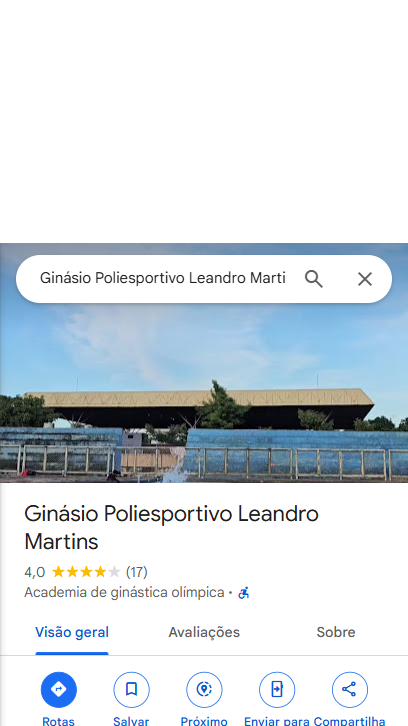 Ginásio Poliesportivo Leandro Marti
Ginásio Poliesportivo Leandro
Martins
4,0 (17)
Academia de ginástica olímpica ·
Visão geral Avaliações Sobre
Rotas Salvar Próximo Enviar para Compartilha